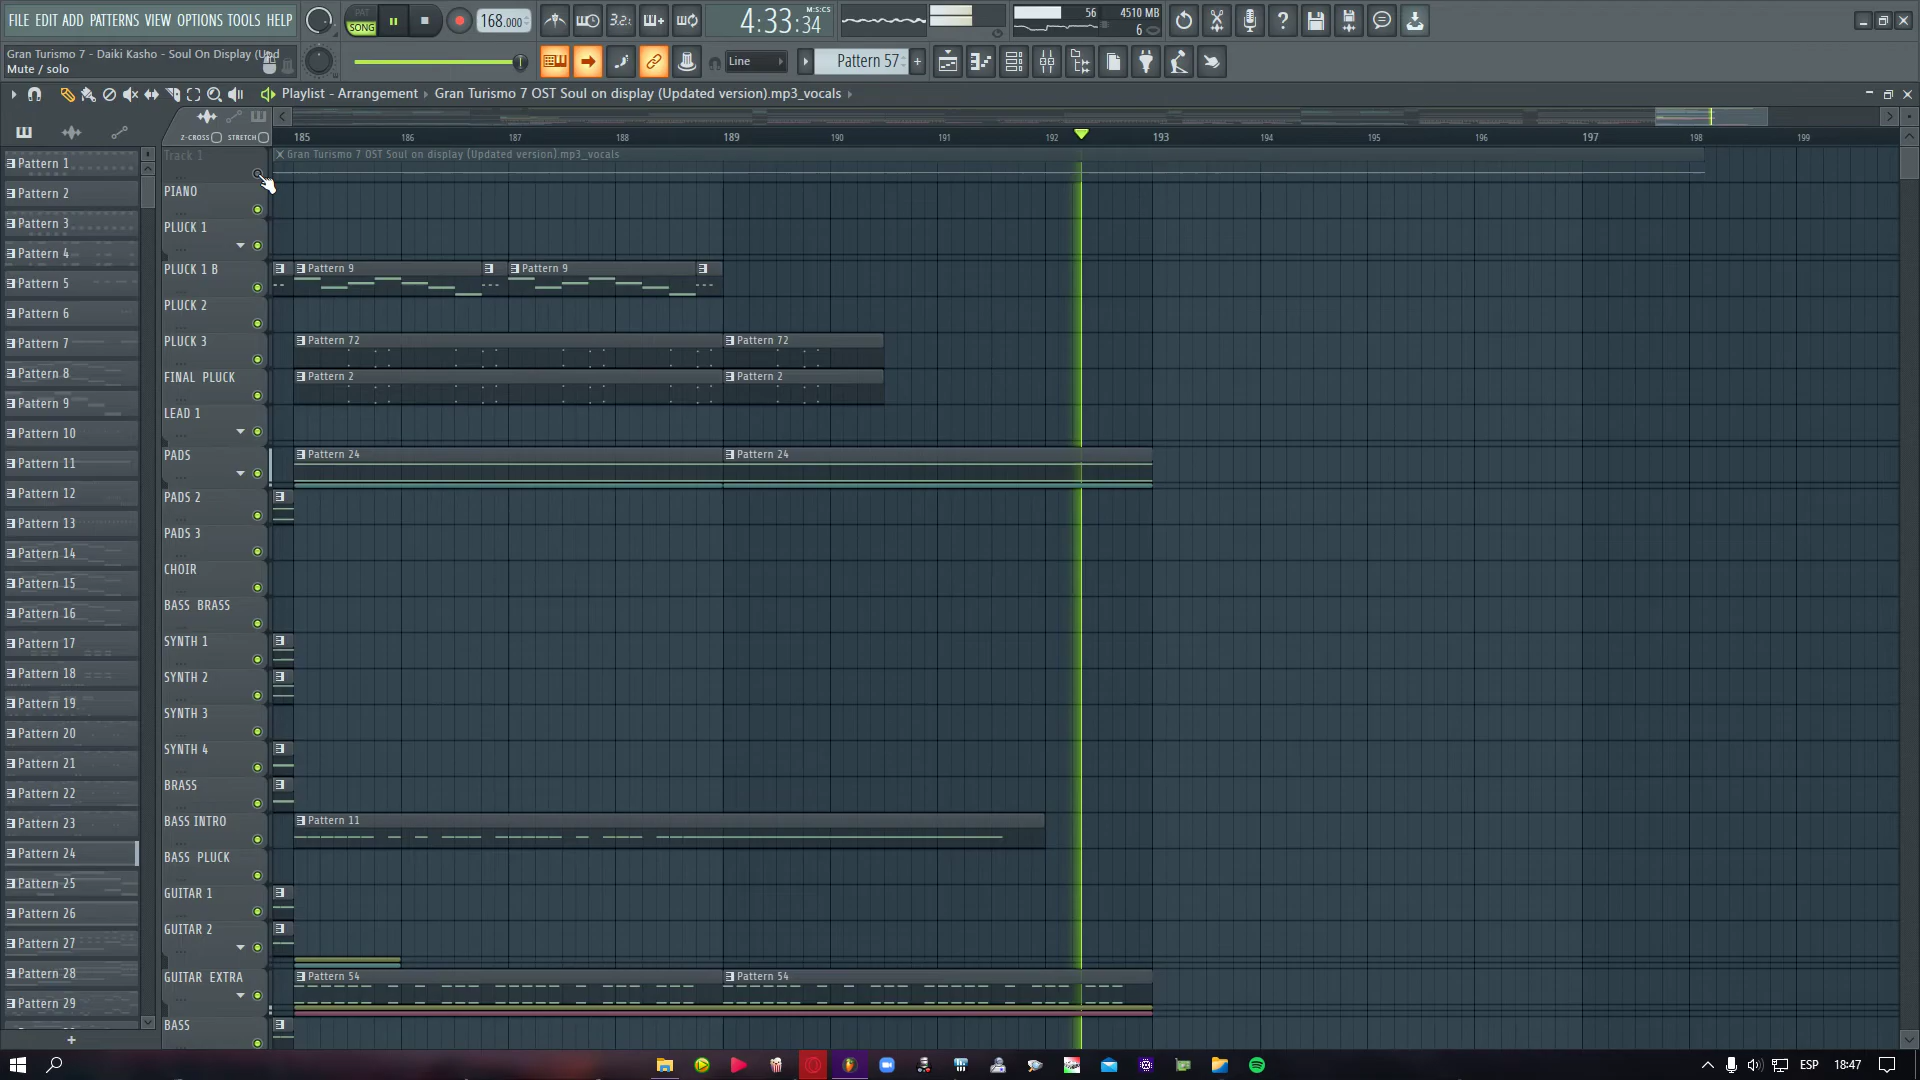 FILE EDIT ADD PATTERNS VIEW OPTIONS TOOLS HELP
PAT
SONG
168.000
3.2.
4:33:34
M:S:CS
56
4510 MB
6
Gran Turismo 7 - Daiki Kasho - Soul On Display (Upd
Mute / solo
Line
Pattern 57
Playlist - Arrangement
Gran Turismo 7 OST Soul on display (Updated version).mp3_vocals
Z-CROSS
STRETCH
185 186 187 188 189 190 191 192 193 194 195 196 197 198 199
Pattern 1
Pattern 2
Pattern 3
Pattern 4
Pattern 5
Pattern 6
Pattern 7
Pattern 8
Pattern 9
Pattern 10
Pattern 11
Pattern 12
Pattern 13
Pattern 14
Pattern 15
Pattern 16
Pattern 17
Pattern 18
Pattern 19
Pattern 20
Pattern 21
Pattern 22
Pattern 23
Pattern 24
Pattern 25
Pattern 26
Pattern 27
Pattern 28
Pattern 29
Track 1
Gran Turismo 7 OST Soul on display (Updated version).mp3_vocals
PIANO
PLUCK 1
PLUCK 1 B
Pattern 9
Pattern 9
PLUCK 2
PLUCK 3
Pattern 72
Pattern 72
FINAL PLUCK
Pattern 2
Pattern 2
LEAD 1
PADS
Pattern 24
Pattern 24
PADS 2
PADS 3
CHOIR
BASS BRASS
SYNTH 1
SYNTH 2
SYNTH 3
SYNTH 4
BRASS
BASS INTRO
Pattern 11
BASS PLUCK
GUITAR 1
GUITAR 2
GUITAR EXTRA
Pattern 54
Pattern 54
BASS
ESP
18:47